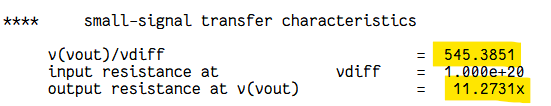 **** small-signal transfer characteristics
v(vout)/vdiff = 545.3851
input resistance at vdiff = 1.000e+20
output resistance at v(vout) = 11.2731x